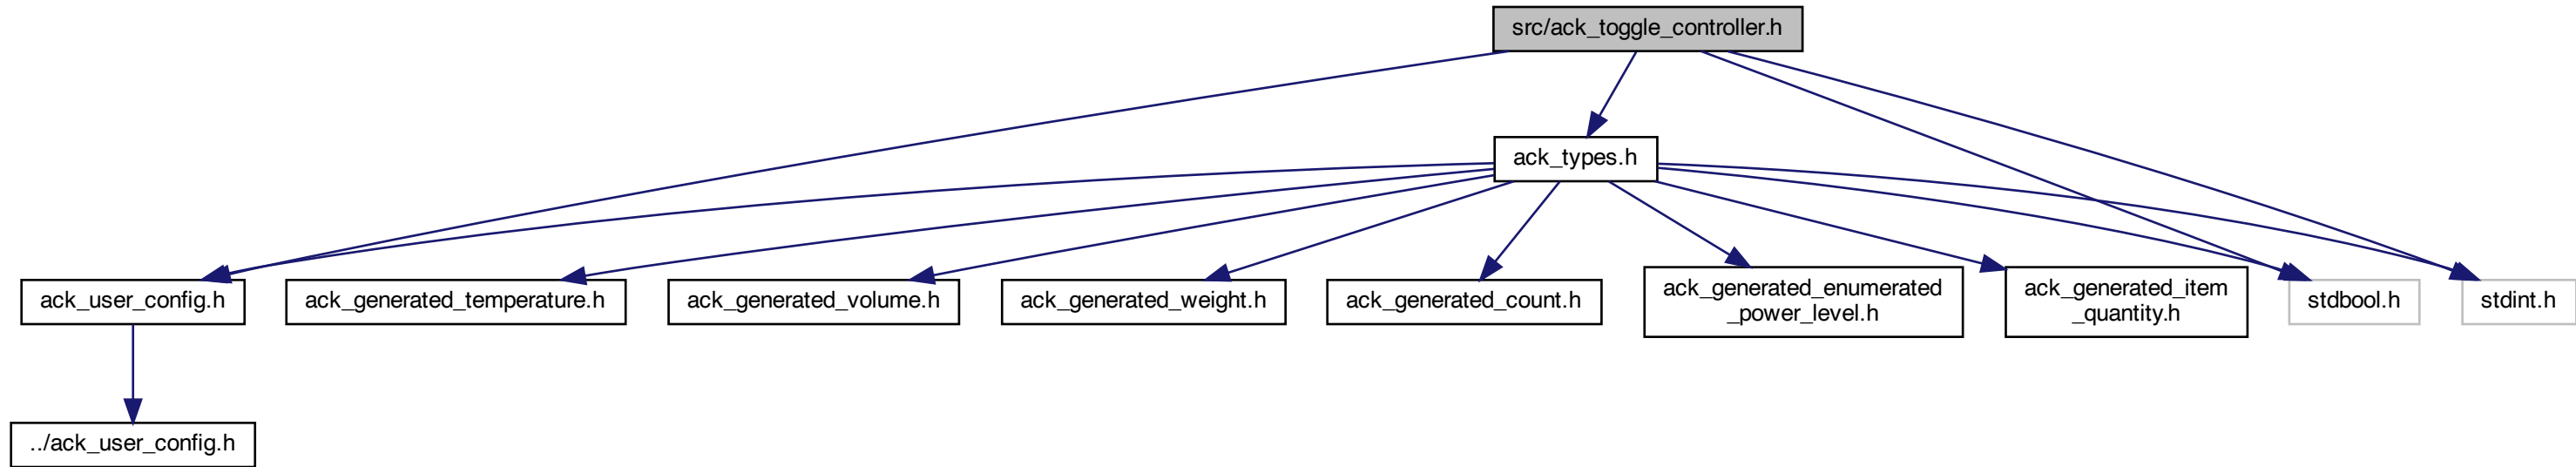 src/ack_toggle_controller.h
ack_types.h
ack_user_config.h
ack_generated_temperature.h
ack_generated_volume.h
ack_generated_weight.h
ack_generated_count.h
ack_generated_enumerated
_power_level.h
ack_generated_item
_quantity.h
stdbool.h
stdint.h
../ack_user_config.h